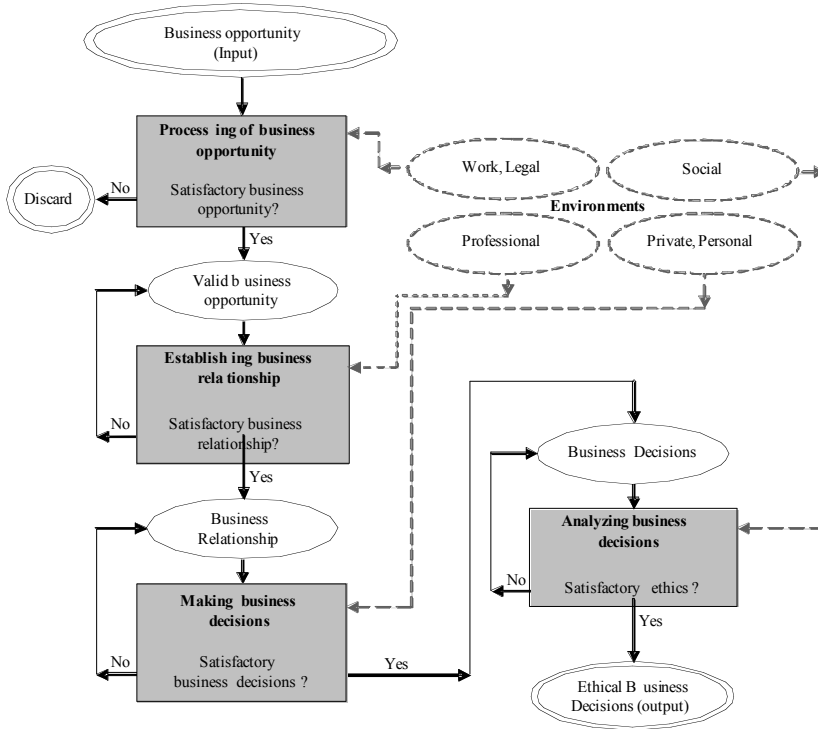 Business opportunity
(Input)
Process ing of business
opportunity
Satisfactory business
opportunity?
No
Discard
Yes
Work, Legal
Social
Environments
Professional
Private, Personal
Valid b usiness
opportunity
Establish ing business
rela tionship
Satisfactory business
relationship?
No
Yes
Business
Relationship
Making business
decisions
Satisfactory
business decisions ?
No
Yes
Business Decisions
Analyzing business
decisions
Satisfactory ethics ?
No
Yes
Ethical B usiness
Decisions (output)